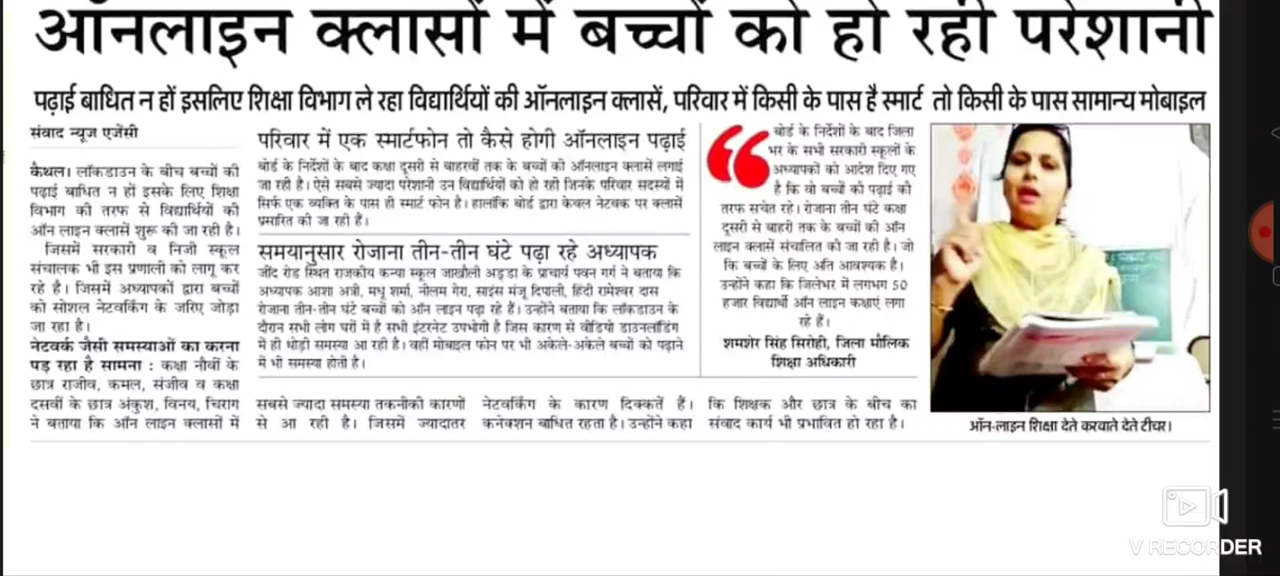 ऑनलाइन क्लासों में बच्चों को हो रही परेशानी
पढ़ाई बाधित न हों इसलिए शिक्षा विभाग ले रहा विद्यार्थियों की ऑनलाइन क्लासें, परिवार में किसी के पास है स्मार्ट तो किसी के पास सामान्य मोबाइल
संवाद न्यूज एजेंसी
कैथल। लॉकडाउन के बीच बच्चों की
पढ़ाई बाधित न हों इसके लिए शिक्षा
विभाग की तरफ से विद्यार्थियों की
ऑन लाइन क्लासें शुरू की जा रही है।
जिसमें सरकारी व निजी स्कूल
संचालक भी इस प्रणाली को लागू कर
रहे है। जिसमें अध्यापकों द्वारा बच्चों
को सोशल नेटवर्किंग के जरिए जोड़ा
जा रहा है।
नेटवर्क जैसी समस्याओं का करना
पड़ रहा है सामना : कक्षा नौवीं के
छात्र राजीव, कमल, संजीव व कक्षा
दसवीं के छात्र अंकुश, विनय, चिराग
ने बताया कि ऑन लाइन क्लासों में
परिवार में एक स्मार्टफोन तो कैसे होगी ऑनलाइन पढ़ाई
बोर्ड के निर्देशों के बाद कक्षा दूसरी से बाहरवीं तक के बच्चों की ऑनलाइन क्लासें लगाई
जा रही है। ऐसे सबसे ज्यादा परेशानी उन विद्यार्थियों को हो रही जिनके परिवार सदस्यों में
सिर्फ एक व्यक्ति के पास ही स्मार्ट फोन है। हालांकि बोर्ड द्वारा केवल नेटवर्क पर क्लासें
प्रसारित की जा रही हैं।
समयानुसार रोजाना तीन-तीन घंटे पढ़ा रहे अध्यापक
जींद रोड स्थित राजकीय कन्या स्कूल जाखौली अड्डा के प्राचार्य पवन गर्ग ने बताया कि
अध्यापक आशा अत्री, मधु शर्मा, नीलम गेरा, साइंस मंजू दिपाली, हिंदी रामेश्वर दास
रोजाना तीन-तीन घंटे बच्चों को ऑन लाइन पढ़ा रहे हैं। उन्होंने बताया कि लॉकडाउन के
दौरान सभी लोग घरों में है सभी इंटरनेट उपभोगी है जिस कारण से वीडियो डाउनलोडिंग
में ही थोड़ी समस्या आ रही है। वहीं मोबाइल फोन पर भी अकेले-अकेले बच्चों को पढ़ाने
में भी समस्या होती है।
सबसे ज्यादा समस्या तकनीकी कारणों
से आ रही है। जिसमें ज्यादातर
नेटवर्किंग के कारण दिक्कतें हैं।
कनेक्शन बाधित रहता है। उन्होंने कहा
कि शिक्षक और छात्र के बीच का
संवाद कार्य भी प्रभावित हो रहा है।
बोर्ड के निर्देशों के बाद जिला
भर के सभी सरकारी स्कूलों के
अध्यापकों को आदेश दिए गए
है कि वो बच्चों की पढ़ाई की
तरफ सचेत रहे। रोजाना तीन घंटे कक्षा
दूसरी से बाहरी तक के बच्चों की ऑन
लाइन क्लासें संचालित की जा रही है। जो
कि बच्चों के लिए अति आवश्यक है।
उन्होंने कहा कि जिलेभर में लगभग 50
हजार विद्यार्थी ऑन लाइन कक्षाएं लगा
रहे हैं।
शमशेर सिंह सिरोही, जिला मौलिक
शिक्षा अधिकारी
ऑन-लाइन शिक्षा देते करवाते देते टीचर।
V RECORDER